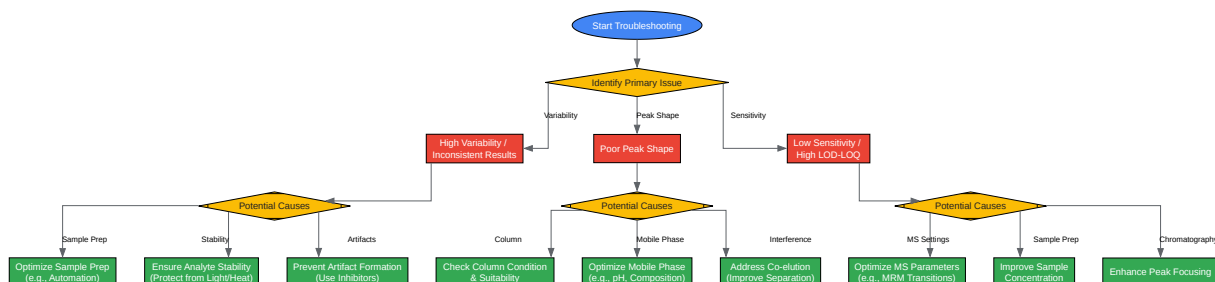 Start Troubleshooting
Identify Primary Issue
Variability
Peak Shape
Sensitivity
High Variability /
Inconsistent Results
Poor Peak Shape
Low Sensitivity /
High LOD-LOQ
Potential Causes
Potential Causes
Potential Causes
Sample Prep
Stability
Artifacts
Column
Mobile Phase
Interference
MS Settings
Sample Prep
Chromatography
Optimize Sample Prep
(e.g., Automation)
Ensure Analyte Stability
(Protect from Light/Heat)
Prevent Artifact Formation
(Use Inhibitors)
Check Column Condition
& Suitability
Optimize Mobile Phase
(e.g., pH, Composition)
Address Co-elution
(Improve Separation)
Optimize MS Parameters
(e.g., MRM Transitions)
Improve Sample
Concentration
Enhance Peak Focusing